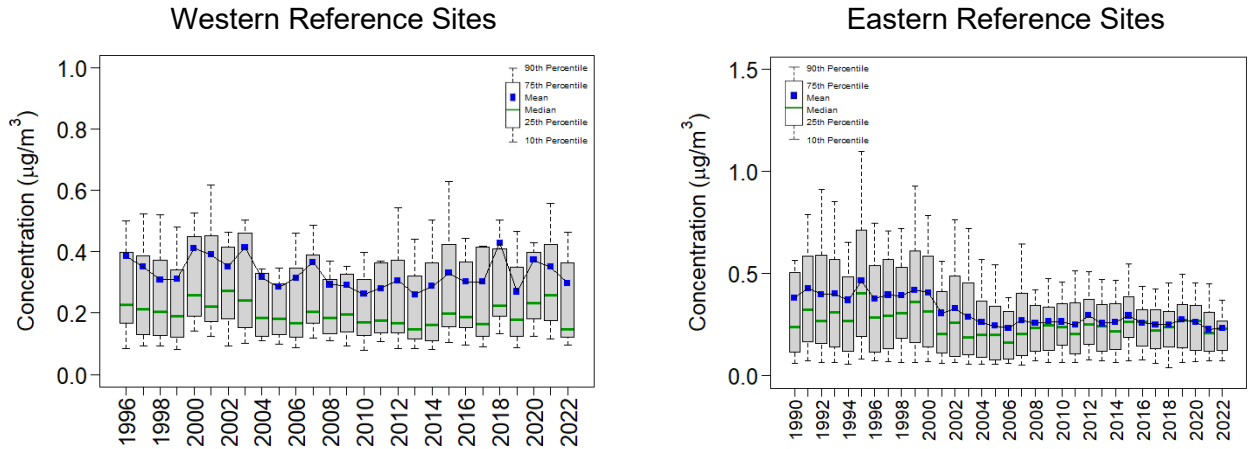 Western Reference Sites
1.0
0.8
0.6
0.4
0.2
0.0
Concentration (μg/m³)
90th Percentile
75th Percentile
Mean
Median
25th Percentile
10th Percentile
1996
1998
2000
2002
2004
2006
2008
2010
2012
2014
2016
2018
2020
2022
Eastern Reference Sites
1.5
1.0
0.5
0.0
Concentration (μg/m³)
90th Percentile
75th Percentile
Mean
Median
25th Percentile
10th Percentile
1990
1992
1994
1996
1998
2000
2002
2004
2006
2008
2010
2012
2014
2016
2018
2020
2022